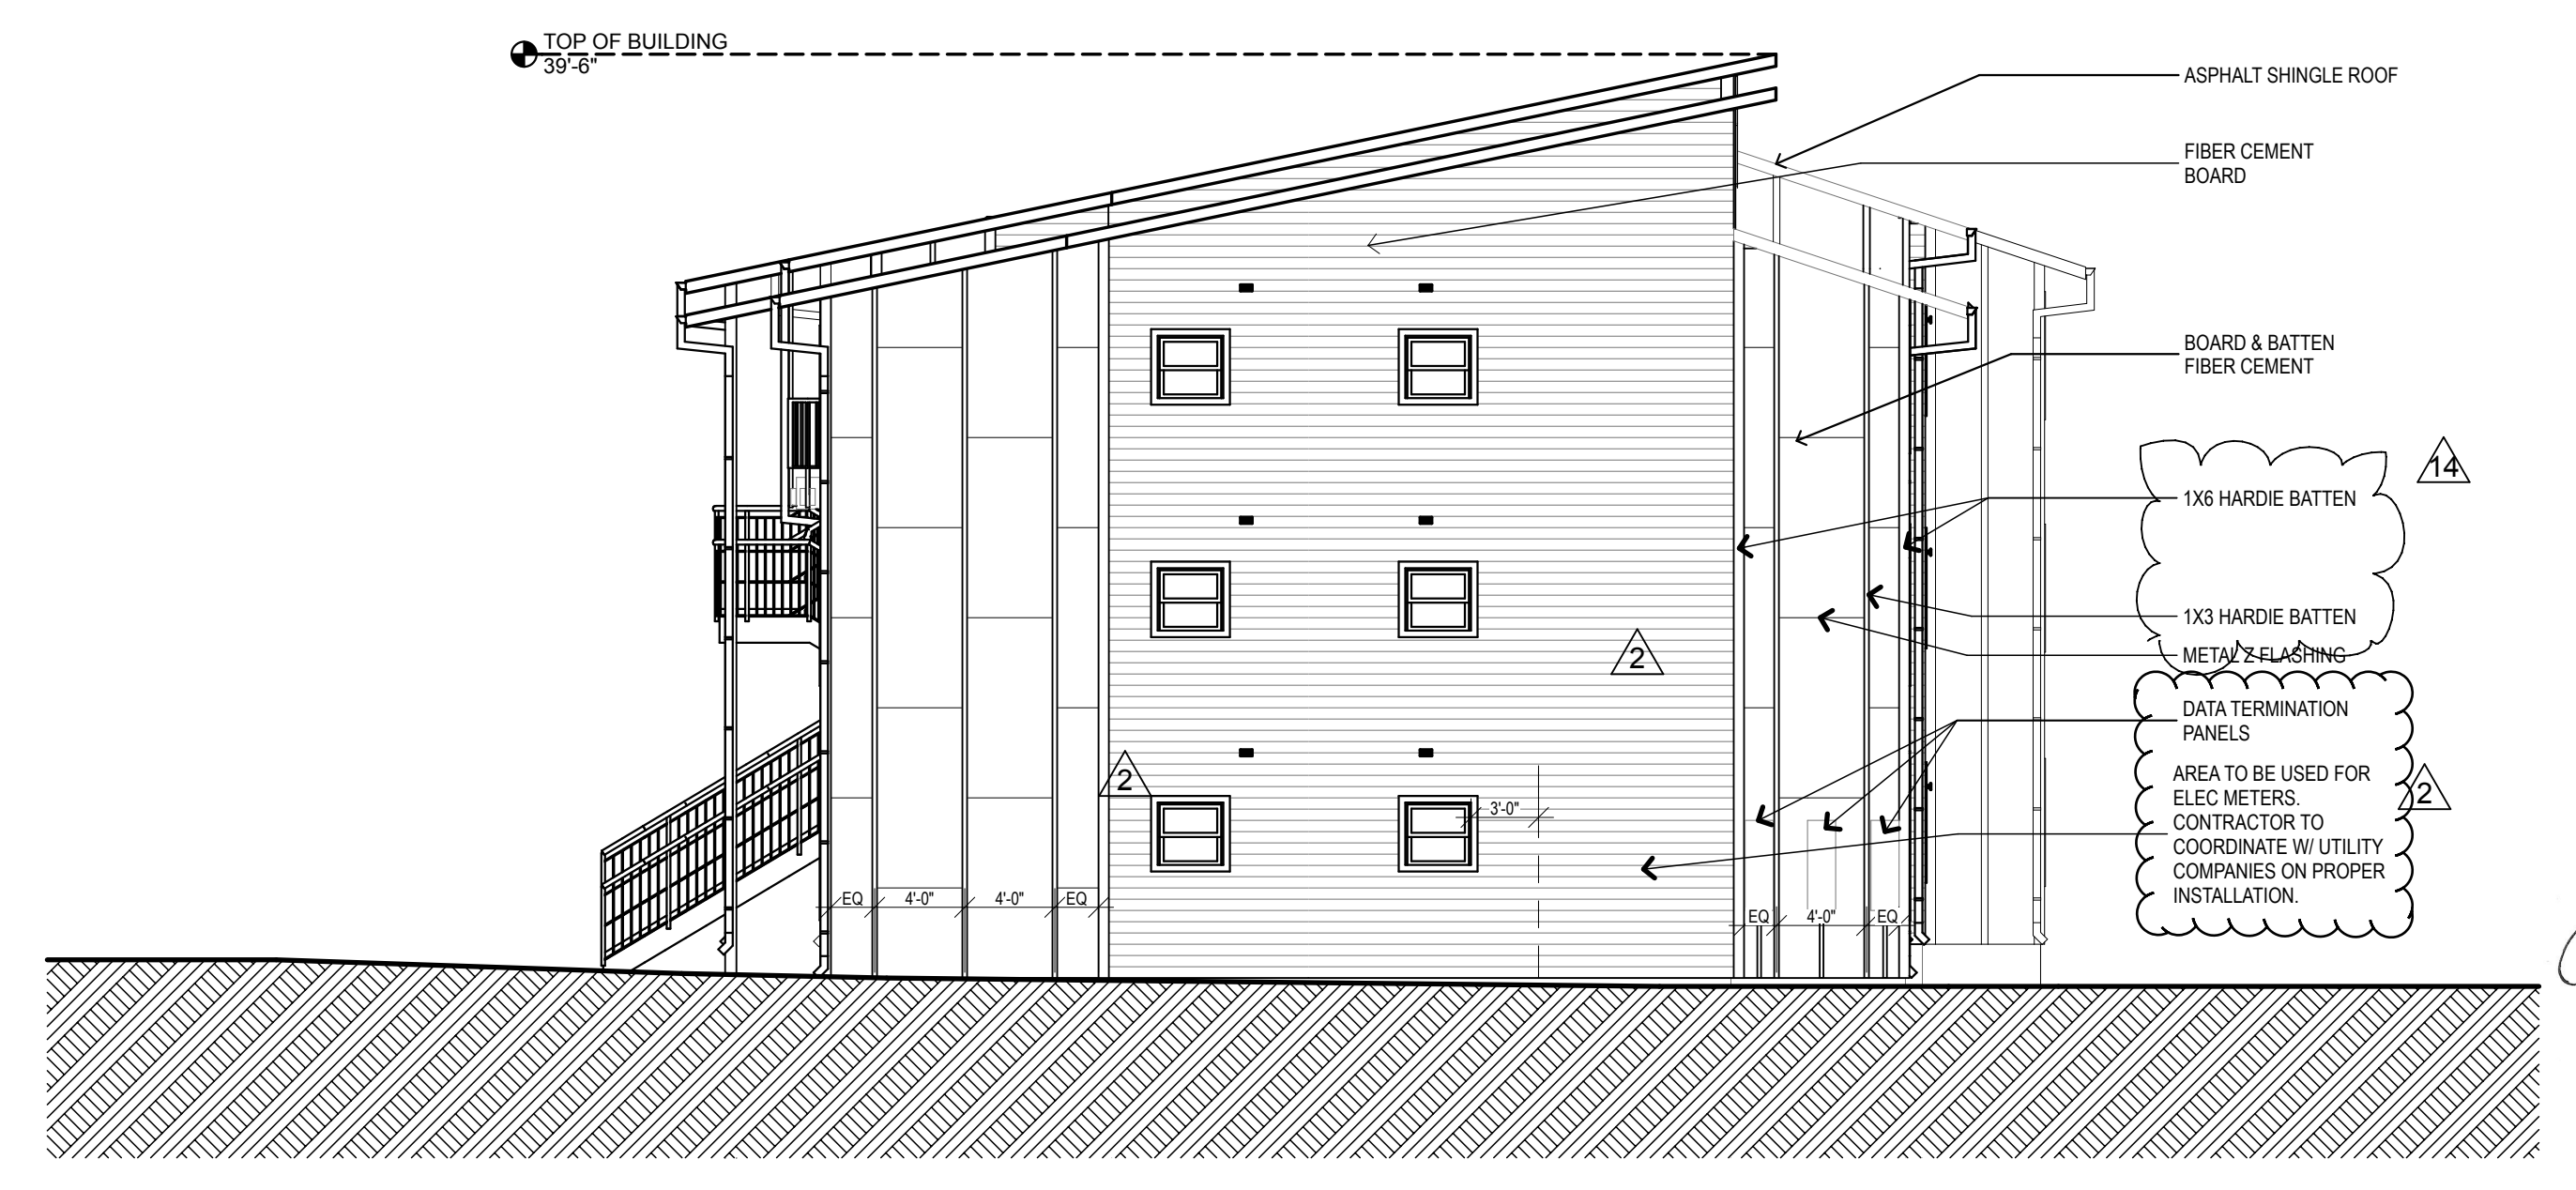 TOP OF BUILDING
39'-6"
ASPHALT SHINGLE ROOF
FIBER CEMENT
BOARD
BOARD & BATTEN
FIBER CEMENT
14
1X6 HARDIE BATTEN
1X3 HARDIE BATTEN
2
METAL Z FLASHING
DATA TERMINATION
PANELS
AREA TO BE USED FOR
ELEC METERS.
CONTRACTOR TO
COORDINATE W/ UTILITY
COMPANIES ON PROPER
INSTALLATION.
2
2
3'-0"
EQ 4'-0" 4'-0" EQ
EQ 4'-0" EQ